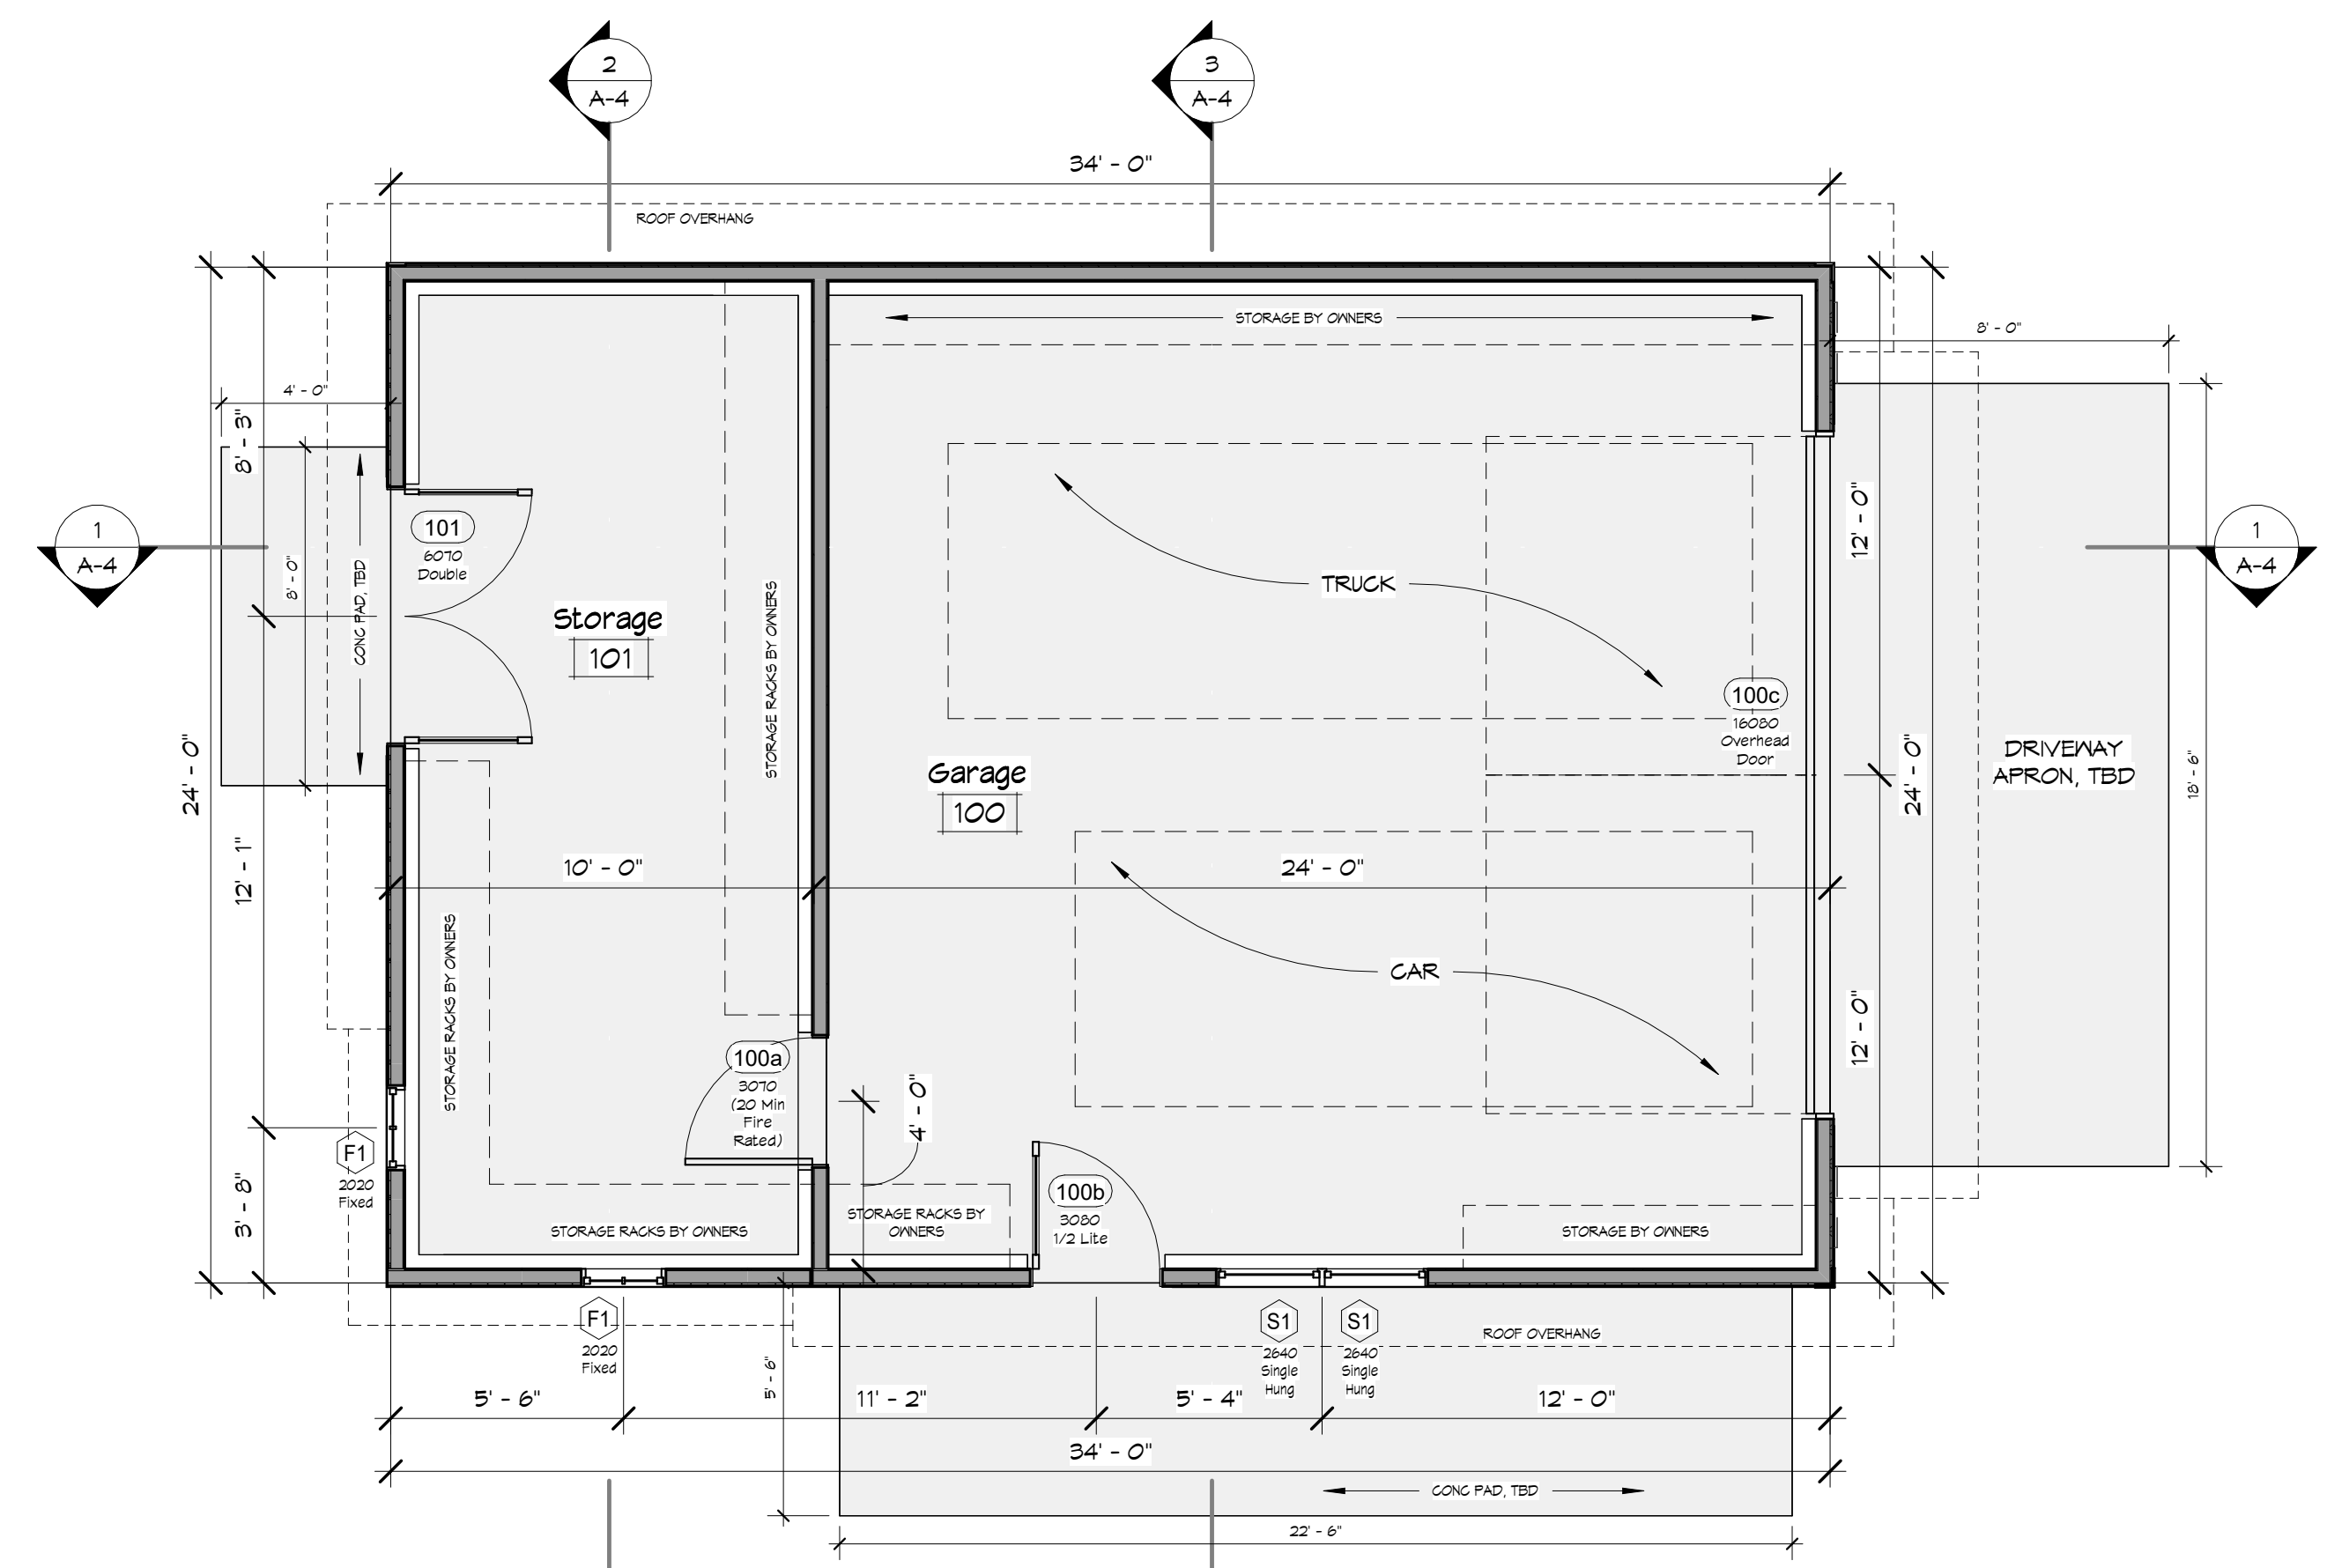 2
A-4
3
A-4
34' - 0"
ROOF OVERHANG
STORAGE BY OWNERS
8' - 0"
4' - 0"
8' - 3"
1
A-4
8' - 0"
CONC PAD, TBD
101
6070
Double
Storage
101
STORAGE RACKS BY OWNERS
TRUCK
12' - 0"
1
A-4
100c
16080
Overhead
Door
Garage
100
24' - 0"
24' - 0"
DRIVEWAY
APRON, TBD
18' - 6"
12' - 1"
10' - 0"
24' - 0"
STORAGE RACKS BY OWNERS
CAR
12' - 0"
100a
3070
(20 Min
Fire
Rated)
4' - 0"
F1
2020
Fixed
3' - 8"
100b
3080
1/2 Lite
STORAGE RACKS BY OWNERS
STORAGE RACKS BY
OWNERS
STORAGE BY OWNERS
F1
2020
Fixed
S1
2640
Single
Hung
S1
2640
Single
Hung
ROOF OVERHANG
5' - 6"
5' - 6"
11' - 2"
5' - 4"
12' - 0"
34' - 0"
CONC PAD, TBD
22' - 6"